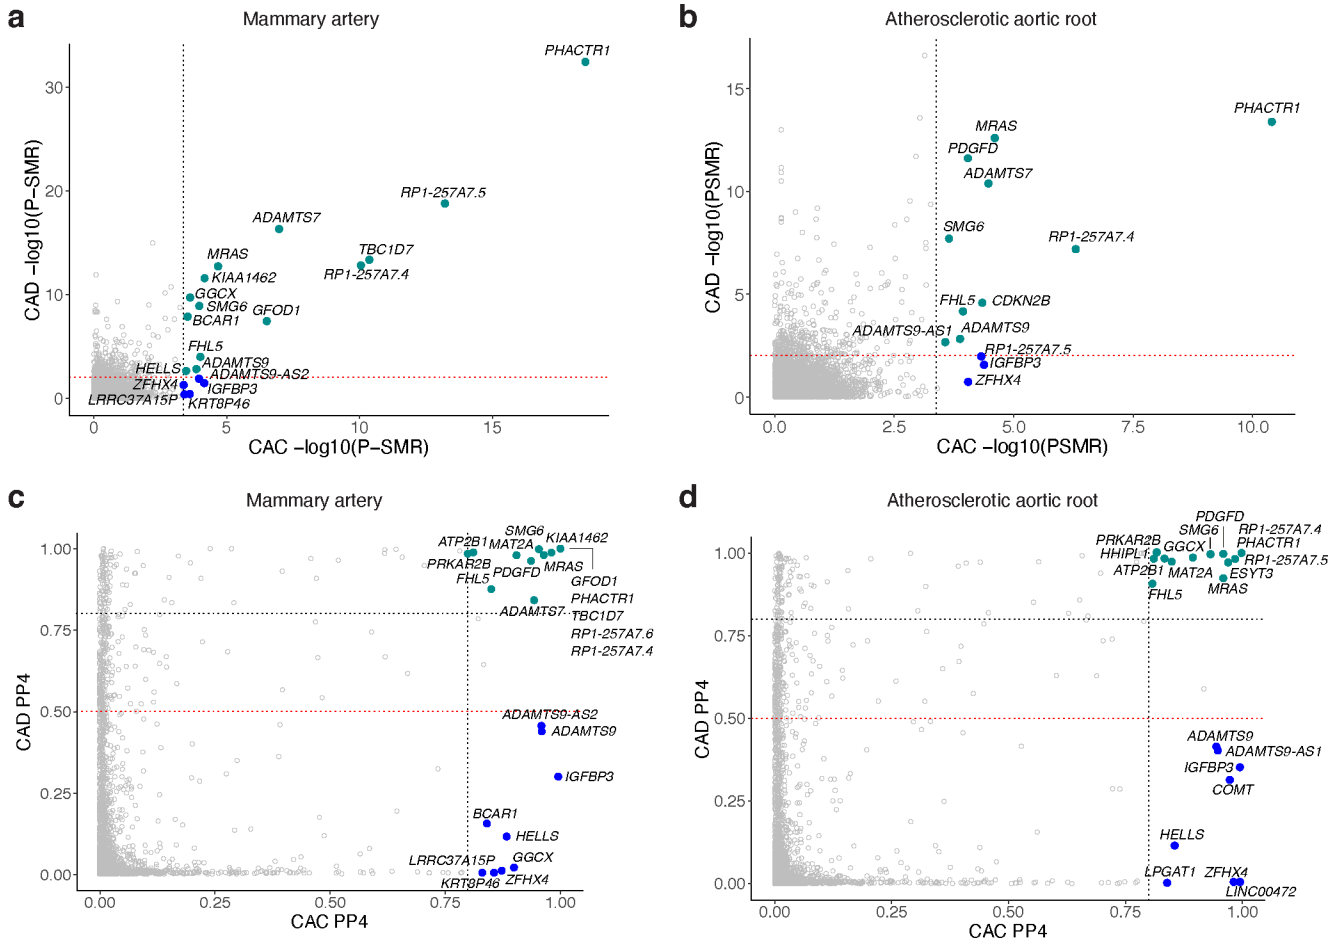 a
Mammary artery
CAD −log10(P−SMR)
30
20
10
0
PHACTR1
RP1-257A7.5
ADAMTS7
TBC1D7
MRAS
RP1-257A7.4
KIAA1462
GGCX
SMG6
GFOD1
BCAR1
FHL5
ADAMTS9
HELLS
ADAMTS9-AS2
ZFHX4
IGFBP3
LRRC37A15P
KRT8P46
0
5
10
15
CAC −log10(P−SMR)
b
Atherosclerotic aortic root
CAD −log10(PSMR)
15
10
5
0
PHACTR1
MRAS
PDGFD
ADAMTS7
SMG6
RP1-257A7.4
FHL5
CDKN2B
ADAMTS9-AS1
ADAMTS9
RP1-257A7.5
IGFBP3
ZFHX4
0.0
2.5
5.0
7.5
10.0
CAC −log10(PSMR)
c
Mammary artery
CAD PP4
1.00
0.75
0.50
0.25
0.00
SMG6
ATP2B1
MAT2A
KIAA1462
PRKAR2B
PDGFD
MRAS
FHL5
GFOD1
PHACTR1
ADAMTS7
TBC1D7
RP1-257A7.6
RP1-257A7.4
ADAMTS9-AS2
ADAMTS9
IGFBP3
BCAR1
HELLS
LRRC37A15P
GGCX
KRT8P46
ZFHX4
0.00
0.25
0.50
0.75
1.00
CAC PP4
d
Atherosclerotic aortic root
CAD PP4
1.00
0.75
0.50
0.25
0.00
PDGFD
SMG6
RP1-257A7.4
PRKAR2B
GGCX
PHACTR1
HHIPL1
RP1-257A7.5
ATP2B1
MAT2A
ESYT3
FHL5
MRAS
ADAMTS9
ADAMTS9-AS1
IGFBP3
COMT
HELLS
LPGAT1
ZFHX4
LINC00472
0.00
0.25
0.50
0.75
1.00
CAC PP4